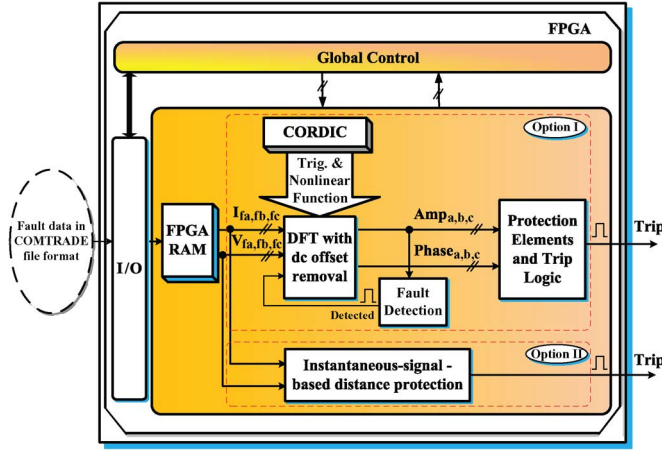 FPGA
Global Control
CORDIC
Option I
Trig. &
Nonlinear
Function
Fault data in
COMTRADE
file format
I/O
FPGA
RAM
Ifa,fb,fc
Vfa,fb,fc
DFT with
dc offset
removal
Ampa,b,c
Phasea,b,c
Fault
Detection
Detected
Protection
Elements
and Trip
Logic
Trip
Option II
Instantaneous-signal -
based distance protection
Trip